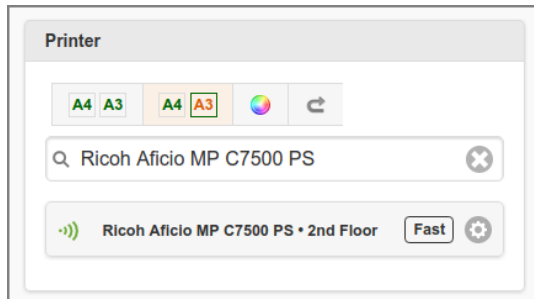 Printer
A4 A3 A4 A3
Ricoh Aficio MP C7500 PS
Ricoh Aficio MP C7500 PS • 2nd Floor Fast